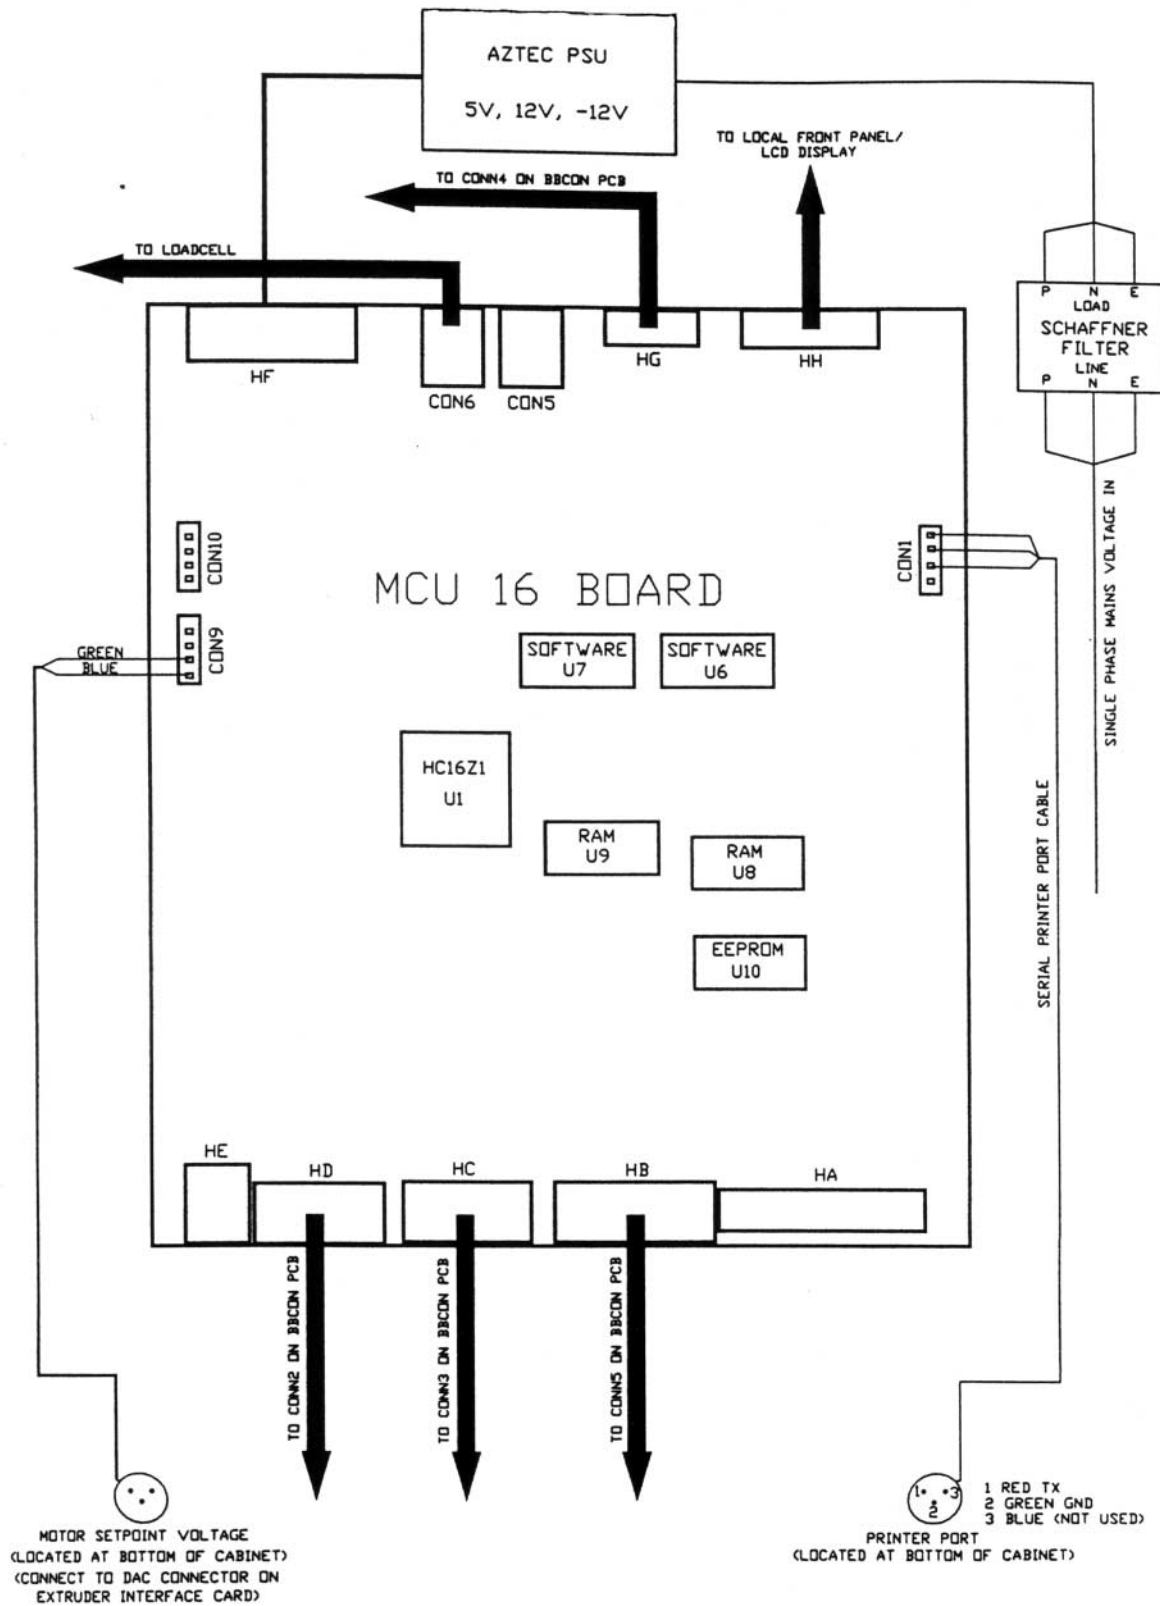 AZTEC PSU
5V, 12V, -12V
TO LOCAL FRONT PANEL/
LCD DISPLAY
TO CONN4 ON BBCON PCB
TO LOADCELL
P N E
LOAD
SCHAFFNER
FILTER
LINE
P N E
HF
CON6
CON5
HG
HH
SINGLE PHASE MAINS VOLTAGE IN
CON10
CON1
MCU 16 BOARD
CON9
GREEN
BLUE
SOFTWARE
U7
SOFTWARE
U6
HC16Z1
U1
RAM
U9
RAM
U8
EEPROM
U10
SERIAL PRINTER PORT CABLE
HE
HD
HC
HB
HA
TO CONN2 ON BBCON PCB
TO CONN3 ON BBCON PCB
TO CONN5 ON BBCON PCB
MOTOR SETPOINT VOLTAGE
(LOCATED AT BOTTOM OF CABINET)
(CONNECT TO DAC CONNECTOR ON
EXTRUDER INTERFACE CARD)
1 3
2
1 RED TX
2 GREEN GND
3 BLUE (NOT USED)
PRINTER PORT
(LOCATED AT BOTTOM OF CABINET)